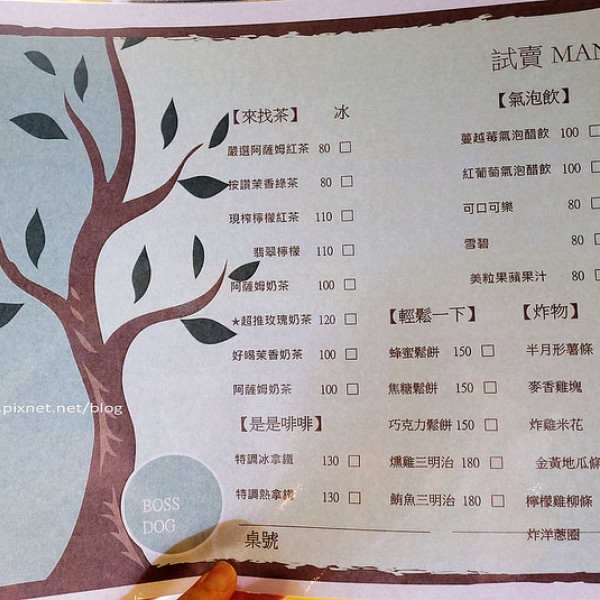 試賣 MAN
【來找茶】 冰
嚴選阿薩姆紅茶 80 □
按讚茉香綠茶 80 □
現榨檸檬紅茶 110 □
翡翠檸檬 110 □
阿薩姆奶茶 100 □
★超推玫瑰奶茶 120 □
好喝茉香奶茶 100 □
阿薩姆奶茶 100 □
【是是啡啡】
特調冰拿鐵 130 □
特調熱拿鐵 130 □
桌號
【氣泡飲】
蔓越莓氣泡醋飲 100 □
紅葡萄氣泡醋飲 100 □
可口可樂 80 □
雪碧 80 □
美粒果蘋果汁 80 □
【輕鬆一下】
蜂蜜鬆餅 150 □
焦糖鬆餅 150 □
巧克力鬆餅 150 □
燻雞三明治 180 □
鮪魚三明治 180 □
【炸物】
半月形薯條
麥香雞塊
炸雞米花
金黃地瓜條
檸檬雞柳條
炸洋蔥圈
BOSS
DOG
.pixnet.net/blog